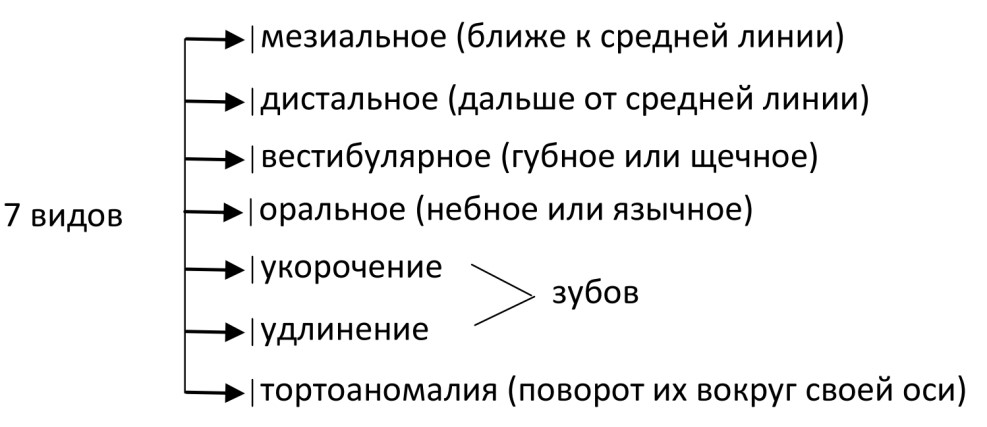 мезиальное (ближе к средней линии)
дистальное (дальше от средней линии)
вестибулярное (губное или щечное)
7 видов
оральное (небное или язычное)
укорочение
зубов
удлинение
тортоаномалия (поворот их вокруг своей оси)